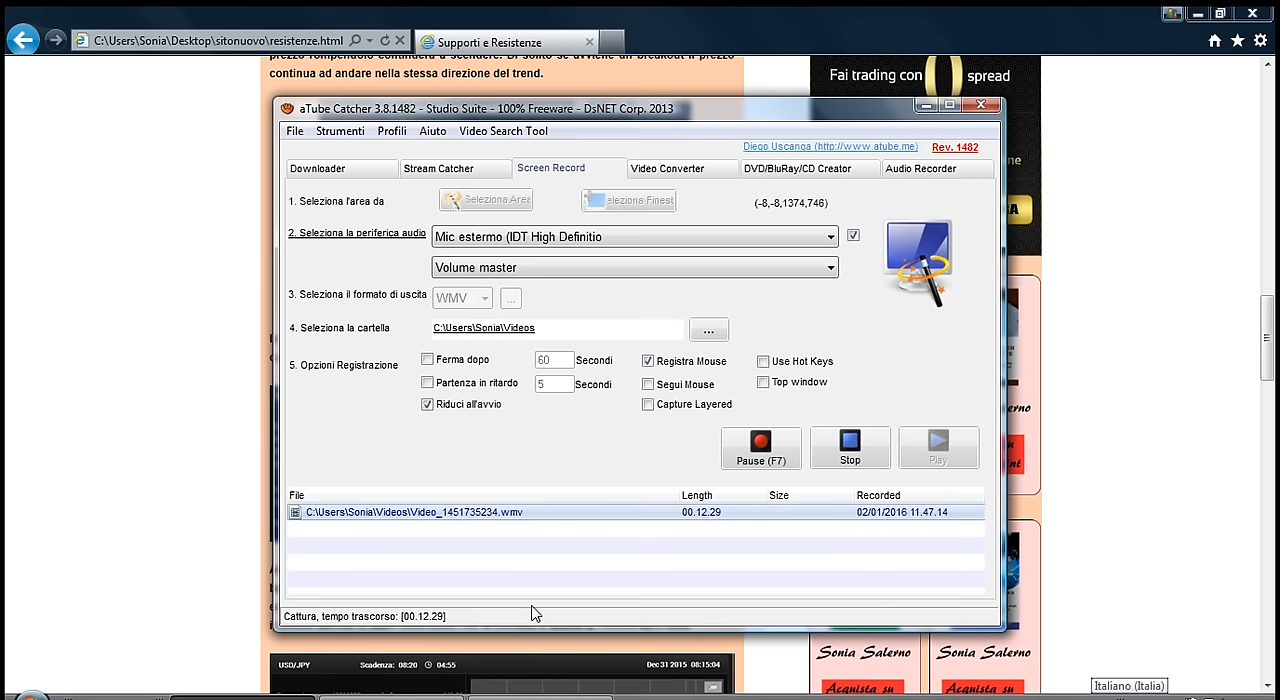 C:\Users\Sonia\Desktop\sitonuovo\resistenze.html
Supporti e Resistenze
continua ad andare nella stessa direzione del trend.
Fai trading con 0 spread
aTube Catcher 3.8.1482 - Studio Suite - 100% Freeware - DsNET Corp. 2013
File Strumenti Profili Aiuto Video Search Tool
Diego Uscanga (http://www.atube.me) Rev. 1482
Downloader Stream Catcher Screen Record Video Converter DVD/BluRay/CD Creator Audio Recorder
1. Seleziona l'area da Seleziona Area eleziona Finest (-8,-8,1374,746)
2. Seleziona la periferica audio Mic estermo (IDT High Definitio
Volume master
3. Seleziona il formato di uscita WMV ...
4. Seleziona la cartella C:\Users\Sonia\Videos ...
5. Opzioni Registrazione
Ferma dopo 60 Secondi Registra Mouse Use Hot Keys
Partenza in ritardo 5 Secondi Segui Mouse Top window
Riduci all'avvio Capture Layered
Pause (F7) Stop Play
File Length Size Recorded
C:\Users\Sonia\Videos\Video_1451735234.wmv 00.12.29 02/01/2016 11.47.14
Cattura, tempo trascorso: [00.12.29]
USD/JPY Scadenza: 08:20 04:55 Dec 31 2015 08:15:04
Sonia Salerno Sonia Salerno
Acquista su Acquista su
Italiano (Italia)